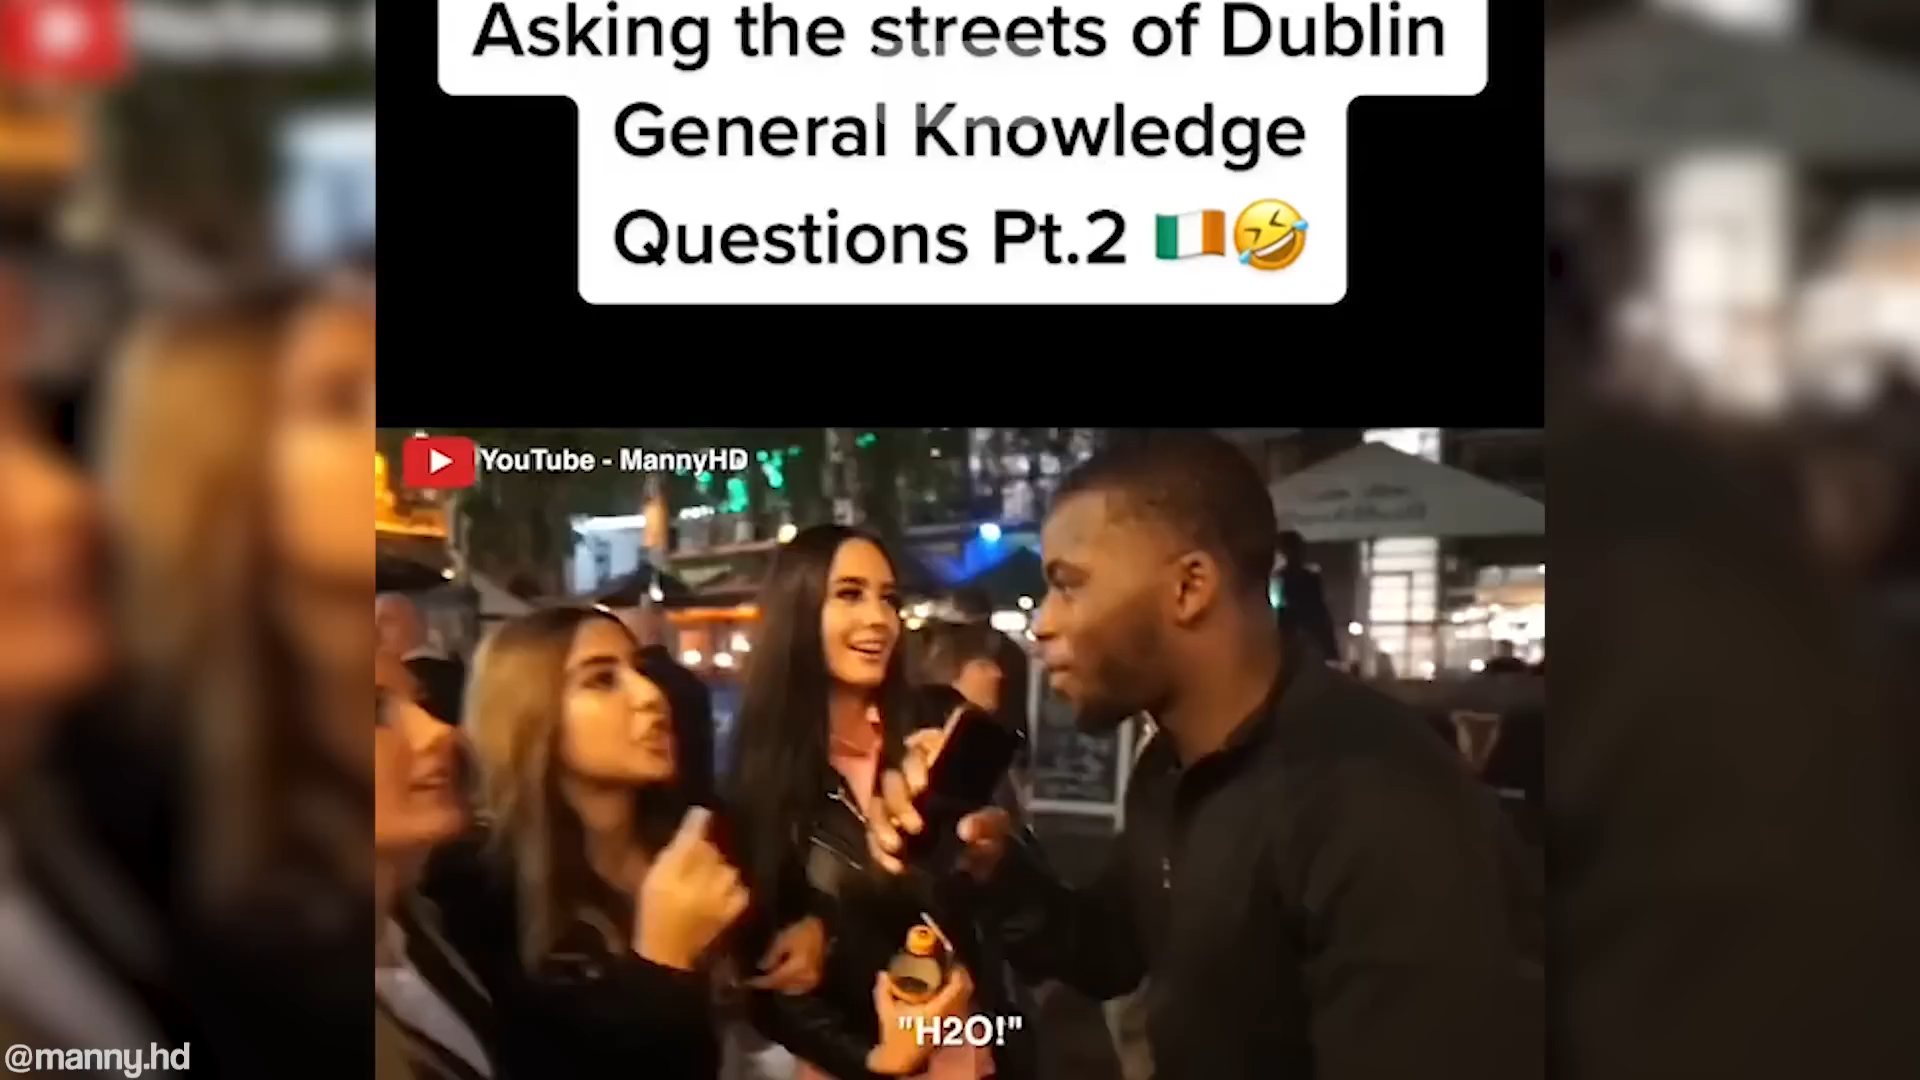 Asking the streets of Dublin
General Knowledge
Questions Pt.2 🇮🇪🤣
YouTube - MannyHD
"H2O!"
@manny.hd